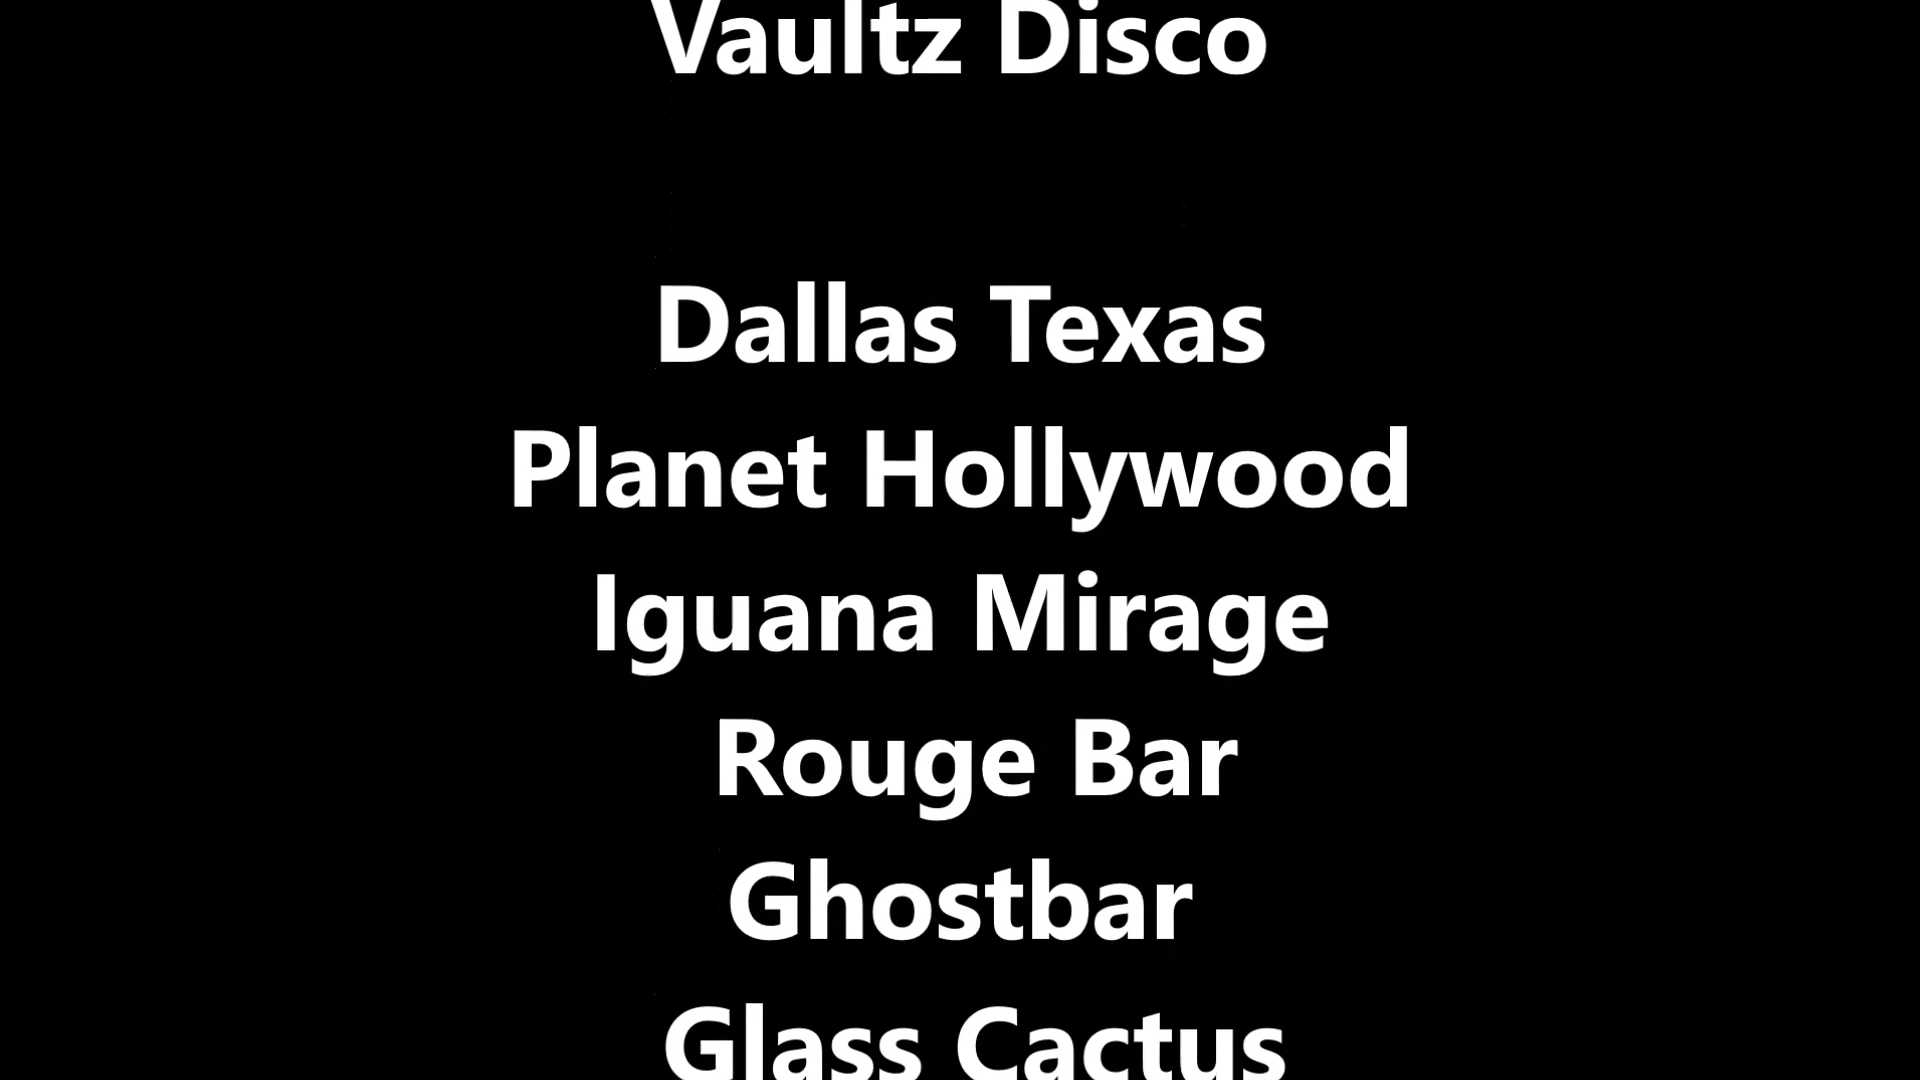 Vaultz Disco
Dallas Texas
Planet Hollywood
Iguana Mirage
Rouge Bar
Ghostbar
Glass Cactus